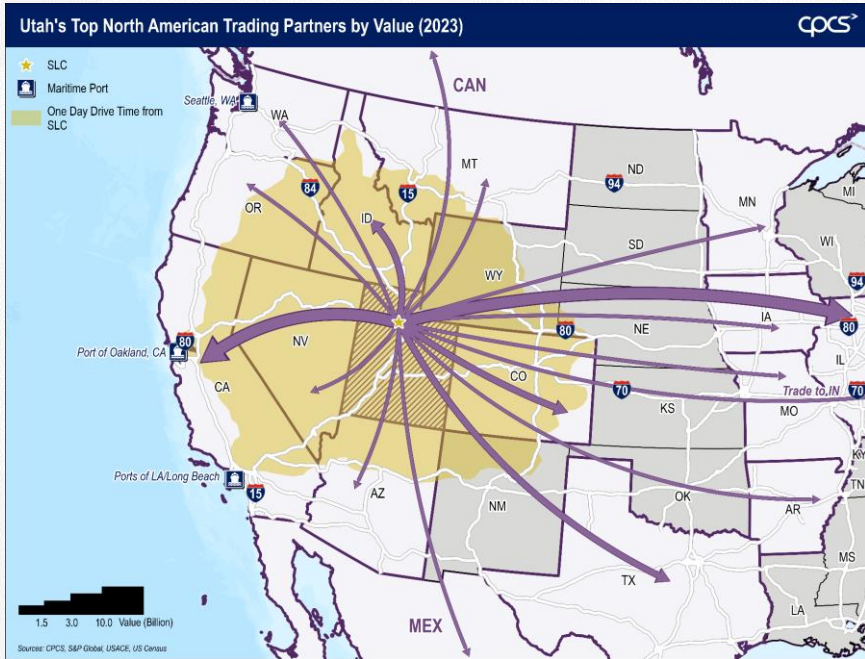 Utah's Top North American Trading Partners by Value (2023)
cpcs
SLC
Maritime Port
One Day Drive Time from
SLC
CAN
Seattle, WA
WA
MT
ND
MN
MI
94
84
15
OR
ID
SD
WI
WY
94
NV
80
NE
IA
80
80
Port of Oakland, CA
CA
CO
IL
70
Trade to IN
70
KS
MO
KY
Ports of LA/Long Beach
15
AZ
NM
OK
AR
TN
MS
TX
LA
MEX
1.5 3.0 10.0 Value (Billion)
Sources: CPCS, S&P Global, USACE, US Census